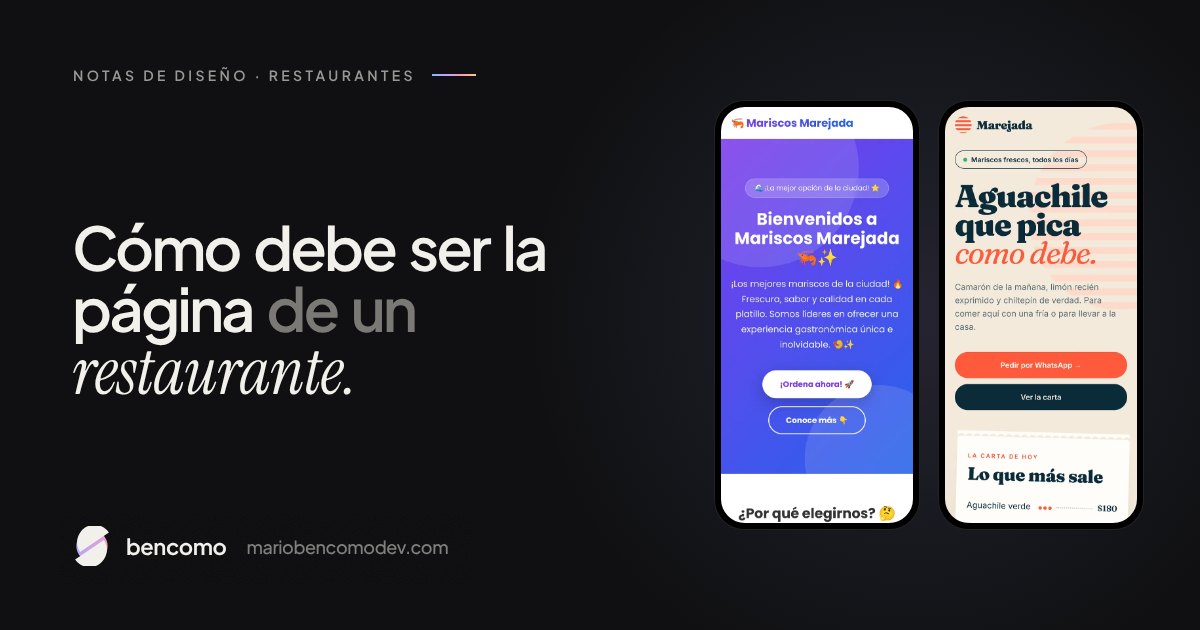 NOTAS DE DISEÑO · RESTAURANTES
Cómo debe ser la
página de un
restaurante.
bencomo mariobencomodev.com
🦐 Mariscos Marejada
🌊 ¡La mejor opción de la ciudad! ⭐
Bienvenidos a
Mariscos Marejada
🦐✨
¡Los mejores mariscos de la ciudad! 🔥
Frescura, sabor y calidad en cada
platillo. Somos líderes en ofrecer una
experiencia gastronómica única e
inolvidable. 🍤✨
¡Ordena ahora! 🚀
Conoce más 👇
¿Por qué elegirnos? 🤔
Marejada
Mariscos frescos, todos los días
Aguachile
que pica
como debe.
Camarón de la mañana, limón recién
exprimido y chiltepín de verdad. Para
comer aquí con una fría o para llevar a la
casa.
Pedir por WhatsApp →
Ver la carta
LA CARTA DE HOY
Lo que más sale
Aguachile verde $180